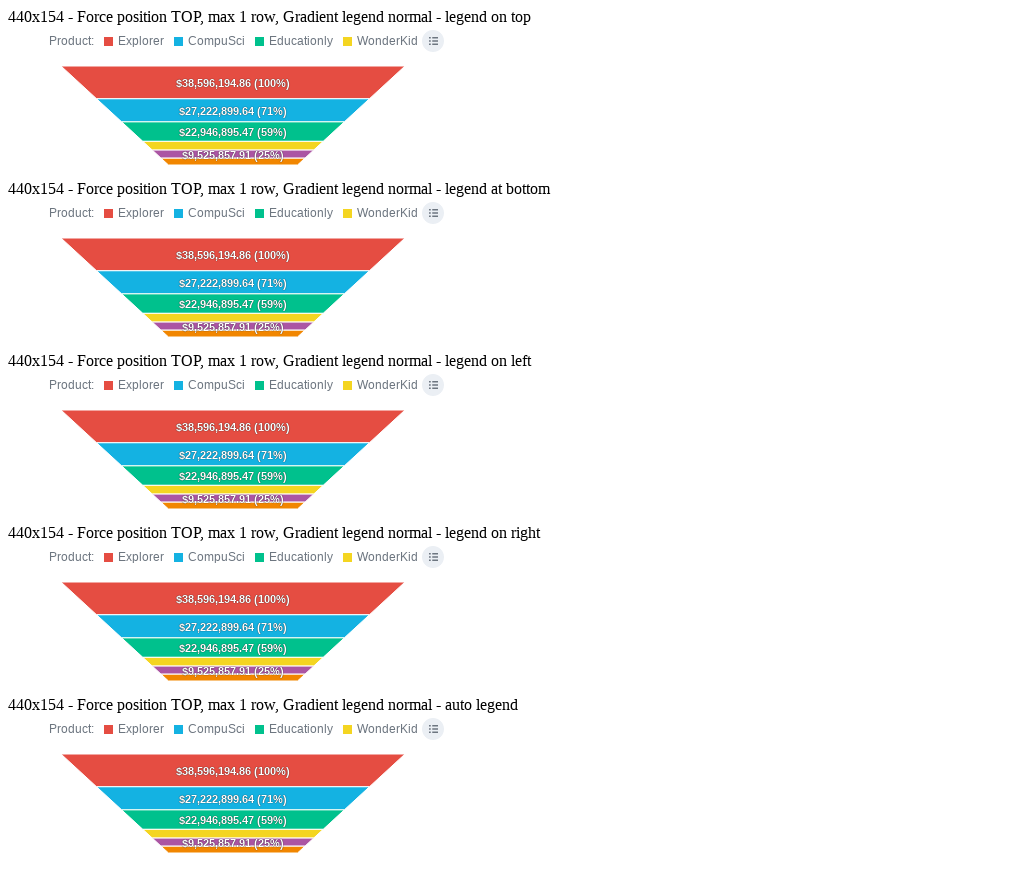 440x154 - Force position TOP, max 1 row, Gradient legend normal - legend on top
Product: Explorer CompuSci Educationly WonderKid
$38,596,194.86 (100%)
$27,222,899.64 (71%)
$22,946,895.47 (59%)
$9,525,857.91 (25%)
440x154 - Force position TOP, max 1 row, Gradient legend normal - legend at bottom
Product: Explorer CompuSci Educationly WonderKid
$38,596,194.86 (100%)
$27,222,899.64 (71%)
$22,946,895.47 (59%)
$9,525,857.91 (25%)
440x154 - Force position TOP, max 1 row, Gradient legend normal - legend on left
Product: Explorer CompuSci Educationly WonderKid
$38,596,194.86 (100%)
$27,222,899.64 (71%)
$22,946,895.47 (59%)
$9,525,857.91 (25%)
440x154 - Force position TOP, max 1 row, Gradient legend normal - legend on right
Product: Explorer CompuSci Educationly WonderKid
$38,596,194.86 (100%)
$27,222,899.64 (71%)
$22,946,895.47 (59%)
$9,525,857.91 (25%)
440x154 - Force position TOP, max 1 row, Gradient legend normal - auto legend
Product: Explorer CompuSci Educationly WonderKid
$38,596,194.86 (100%)
$27,222,899.64 (71%)
$22,946,895.47 (59%)
$9,525,857.91 (25%)